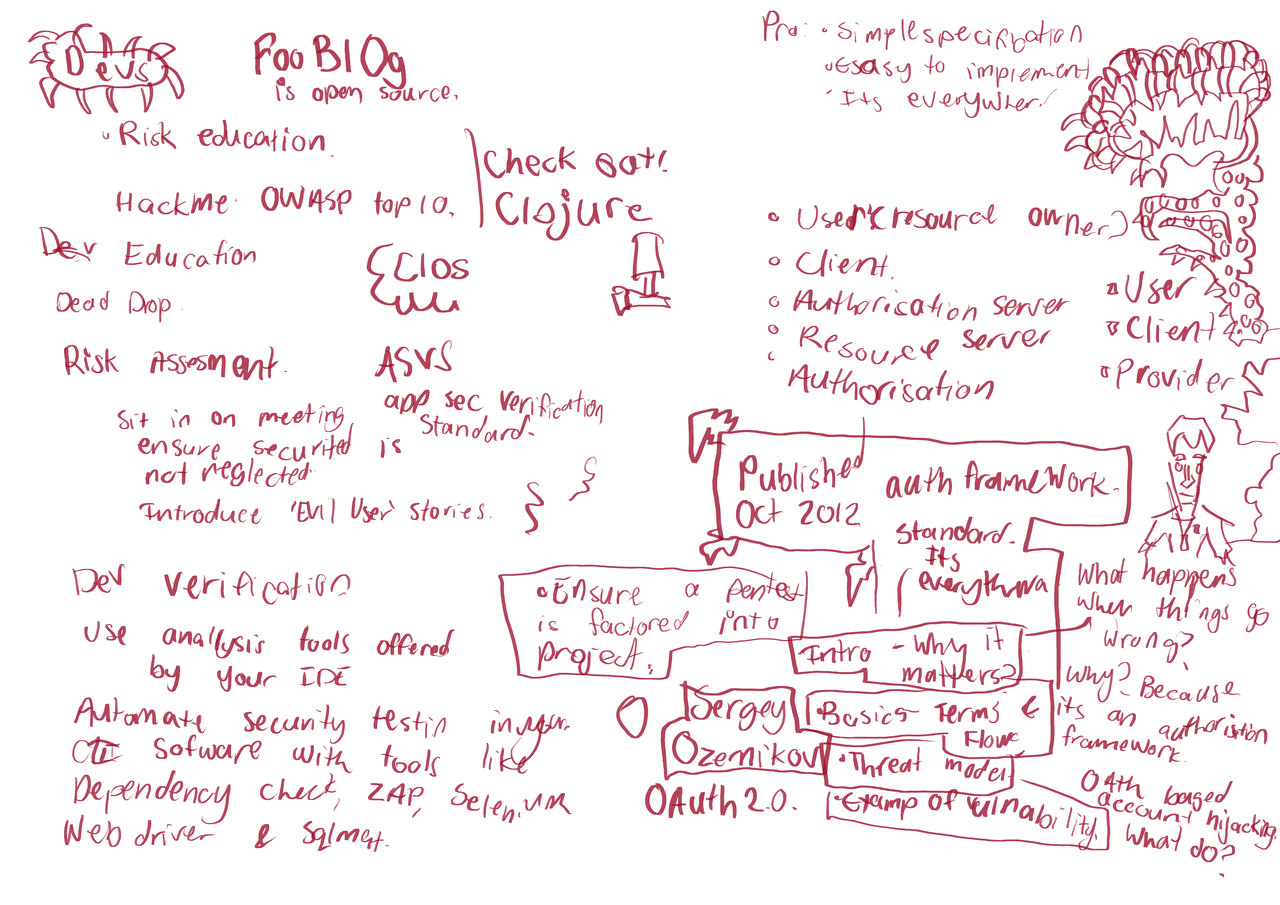 Devs
FooBlog
is open source.
• Risk education.
HackMe OWASP top 10.
Check out!
Clojure
Dev Education
Clos
Dead Drop
Risk Assesment.
ASVS
app sec verification
Standard.
Sit in on meeting
ensure is
not neglected
Introduce 'Evil User' stories.
Dev verification
Use analysis tools offered
by your IDE
Automate security testin in your
Sofware with tools like
Dependency check, ZAP, Selenium
Web driver &
• Ensure a pentest
is factored into
project.
Pro: • Simple specification
• Easy to implement
• Its everywher
• User (resource owner)
• Client.
• Authorisation server
• Resource server
• Authorisation
• User
• Client
• Provider
Published
Oct 2012
auth framework.
Standard.
Its
Intro - Why it
matters?
What happens
when things go
wrong?
Why? - Because
its an
framework.
Sergey
Ozernikov
OAuth 2.0.
• Basics - Terms &
Flow
• Threat model
• Examp of vulnability.
OAth based
account hijacking.
What do?